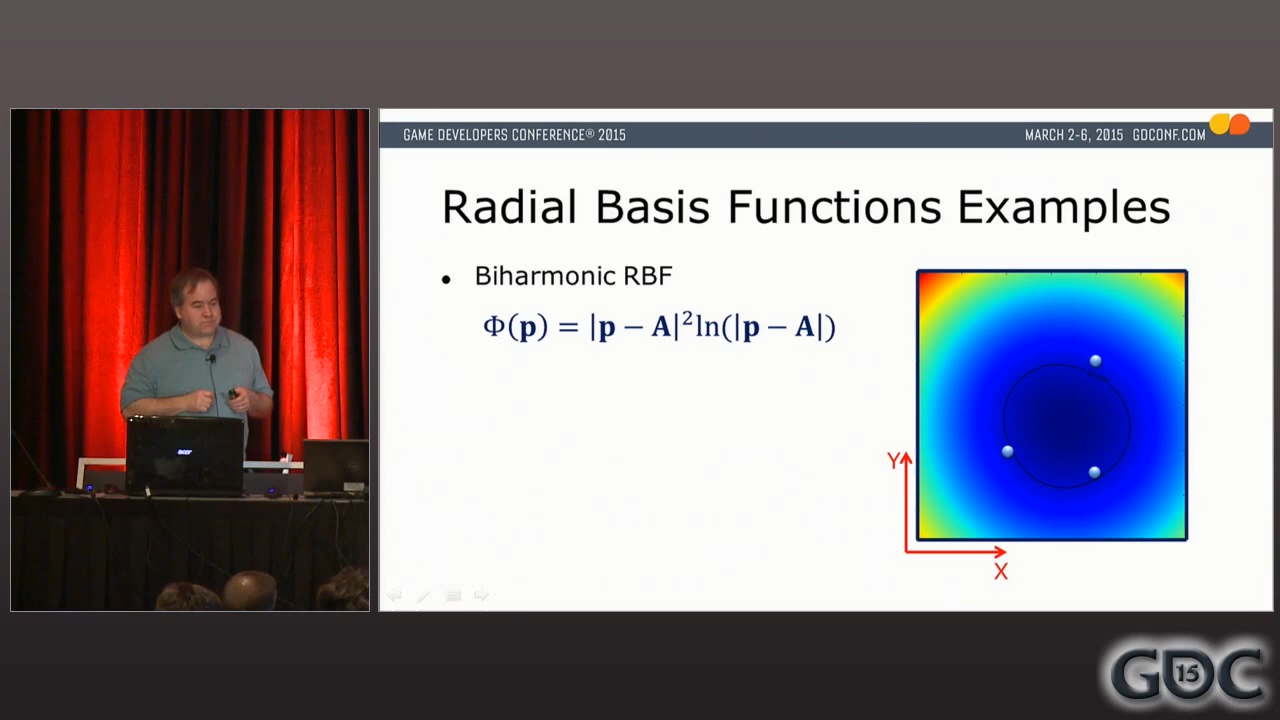 GAME DEVELOPERS CONFERENCE® 2015
MARCH 2-6, 2015 GDCONF.COM
Radial Basis Functions Examples
• Biharmonic RBF
Φ(p) = |p − A|²ln(|p − A|)
Y
X
acer
GDC
15